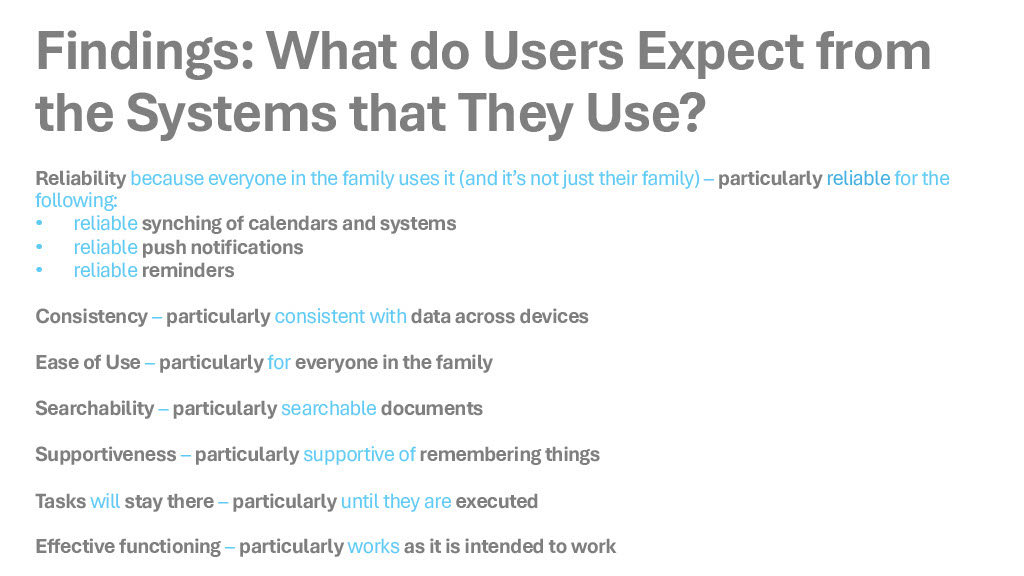 Findings: What do Users Expect from
the Systems that They Use?
Reliability because everyone in the family uses it (and it’s not just their family) – particularly reliable for the
following:
• reliable synching of calendars and systems
• reliable push notifications
• reliable reminders
Consistency – particularly consistent with data across devices
Ease of Use – particularly for everyone in the family
Searchability – particularly searchable documents
Supportiveness – particularly supportive of remembering things
Tasks will stay there – particularly until they are executed
Effective functioning – particularly works as it is intended to work